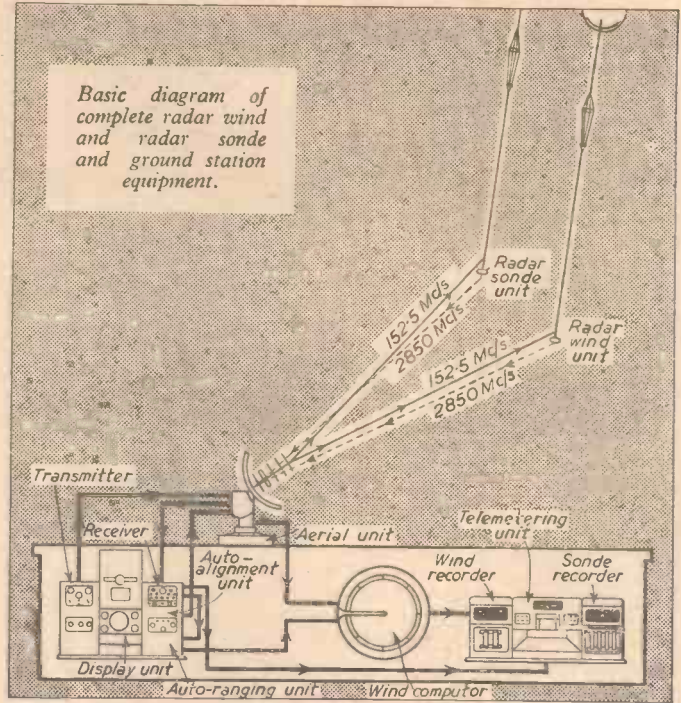 Basic diagram of
complete radar wind
and radar sonde
and ground station
equipment.
Radar
sonde
unit
152·5 Mc/s
2850 Mc/s
Radar
wind
unit
152·5 Mc/s
2850 Mc/s
Transmitter
Receiver
Auto-
alignment
unit
Aerial unit
Telemetering
unit
Wind
recorder
Sonde
recorder
Display unit
Auto-ranging unit
Wind computor